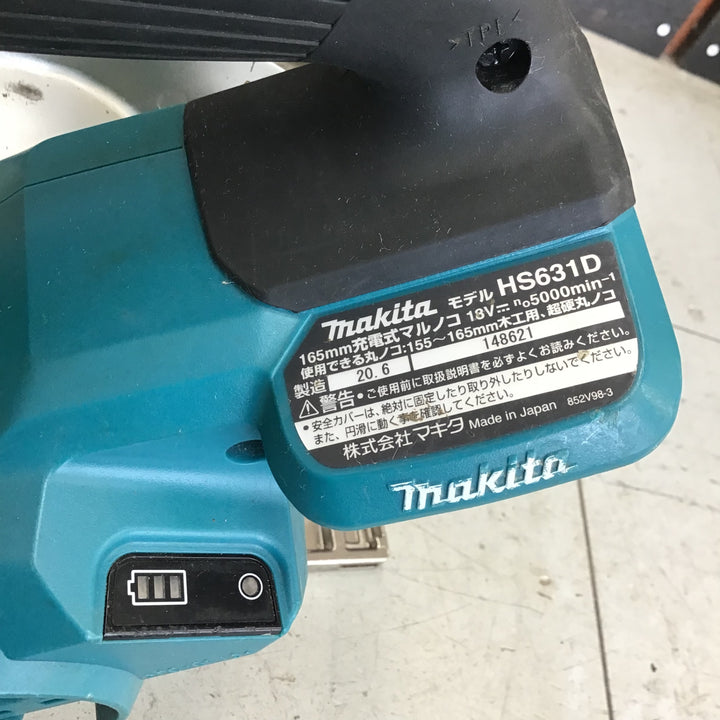 >TPE<
makita モデル HS631D
165mm充電式マルノコ 18V⎓ n₀5000min⁻¹
使用できる丸ノコ:155〜165mm木工用、超硬丸ノコ
製造 20.6 148621
⚠警告・ご使用前に取扱説明書を必ずよくお読みください。
・安全カバーは、絶対に固定したり取り外したりしないでください。
また、円滑に動く事を確認してください。
株式会社マキタ Made in Japan 852V98-3
makita